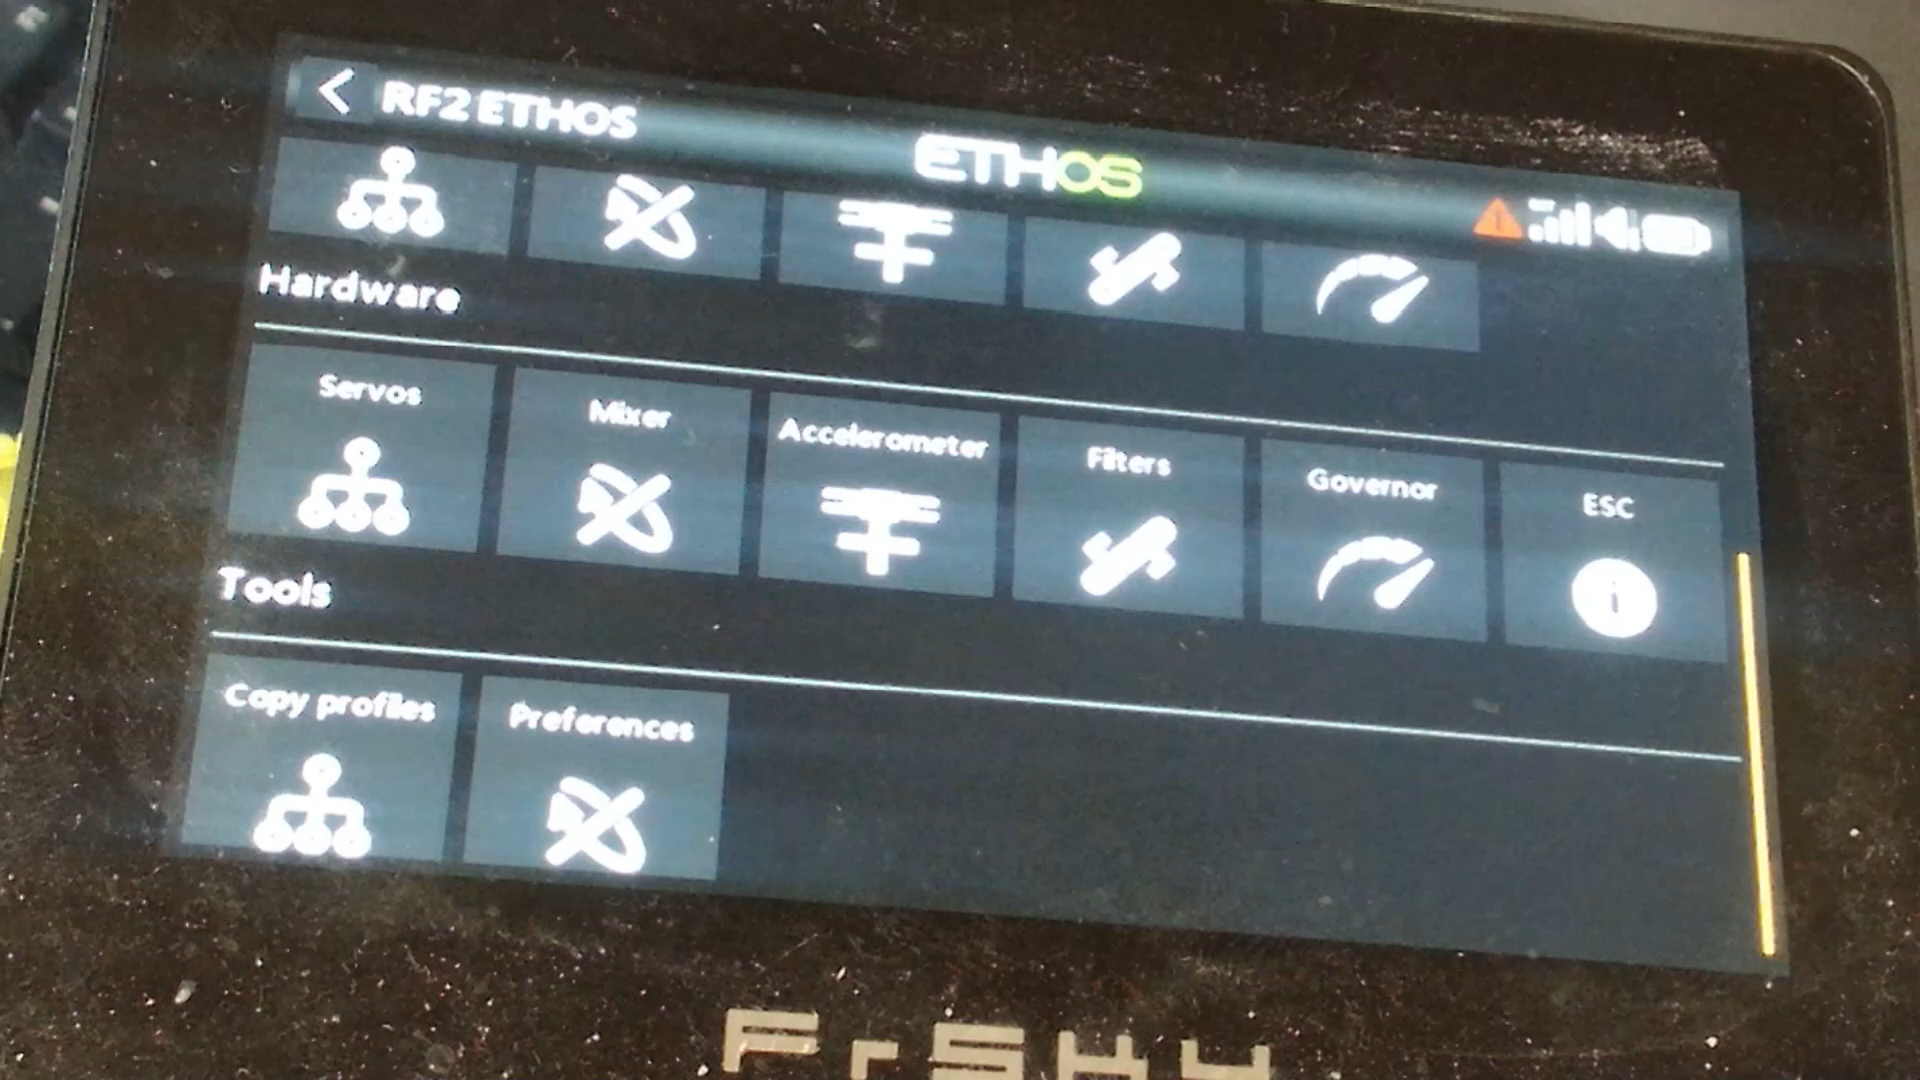 RF2 ETHOS
ETHOS
Hardware
Servos
Mixer
Accelerometer
Filters
Governor
ESC
Tools
Copy profiles
Preferences
FrSky